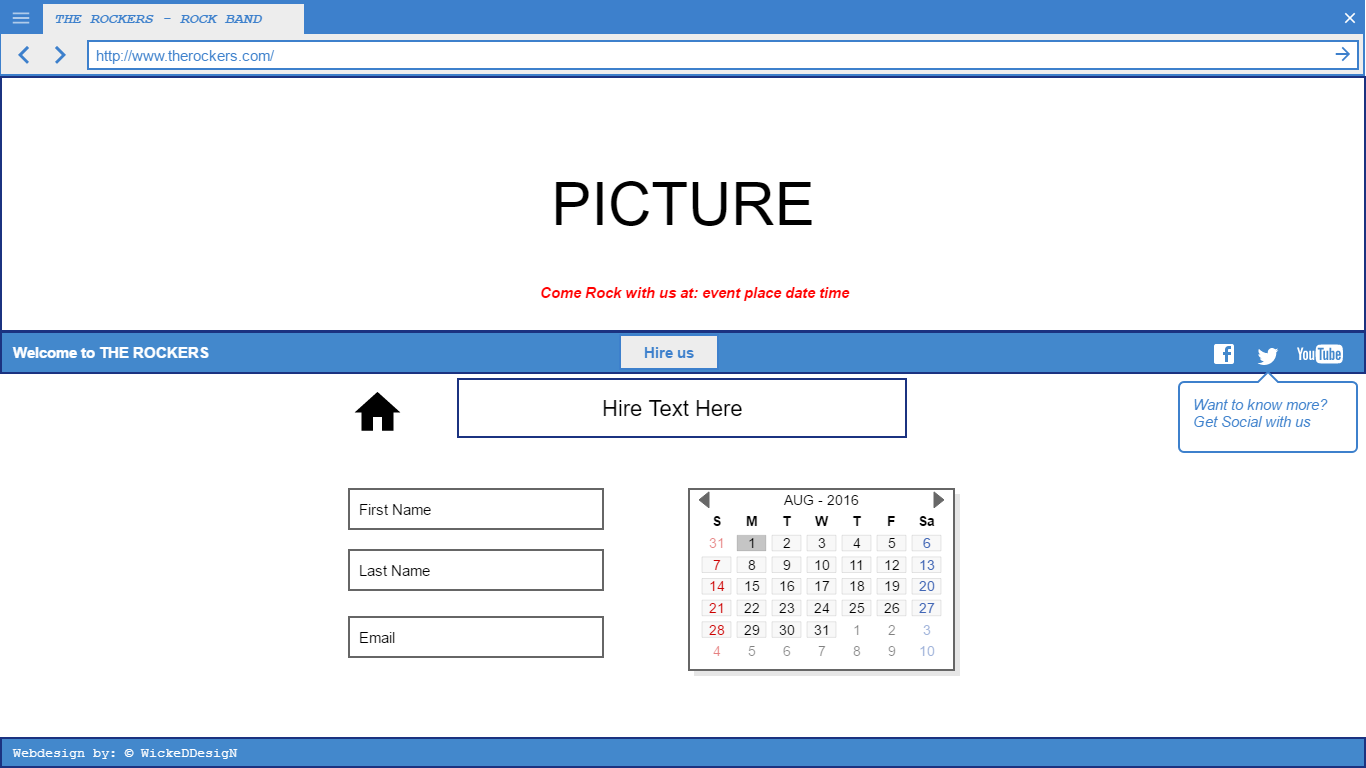 THE ROCKERS - ROCK BAND
http://www.therockers.com/
PICTURE
Come Rock with us at: event place date time
Welcome to THE ROCKERS
Hire us
You Tube
Hire Text Here
Want to know more?
Get Social with us
First Name
Last Name
Email
AUG - 2016
S M T W T F Sa
31 1 2 3 4 5 6
7 8 9 10 11 12 13
14 15 16 17 18 19 20
21 22 23 24 25 26 27
28 29 30 31 1 2 3
4 5 6 7 8 9 10
Webdesign by: © WickeDDesigN